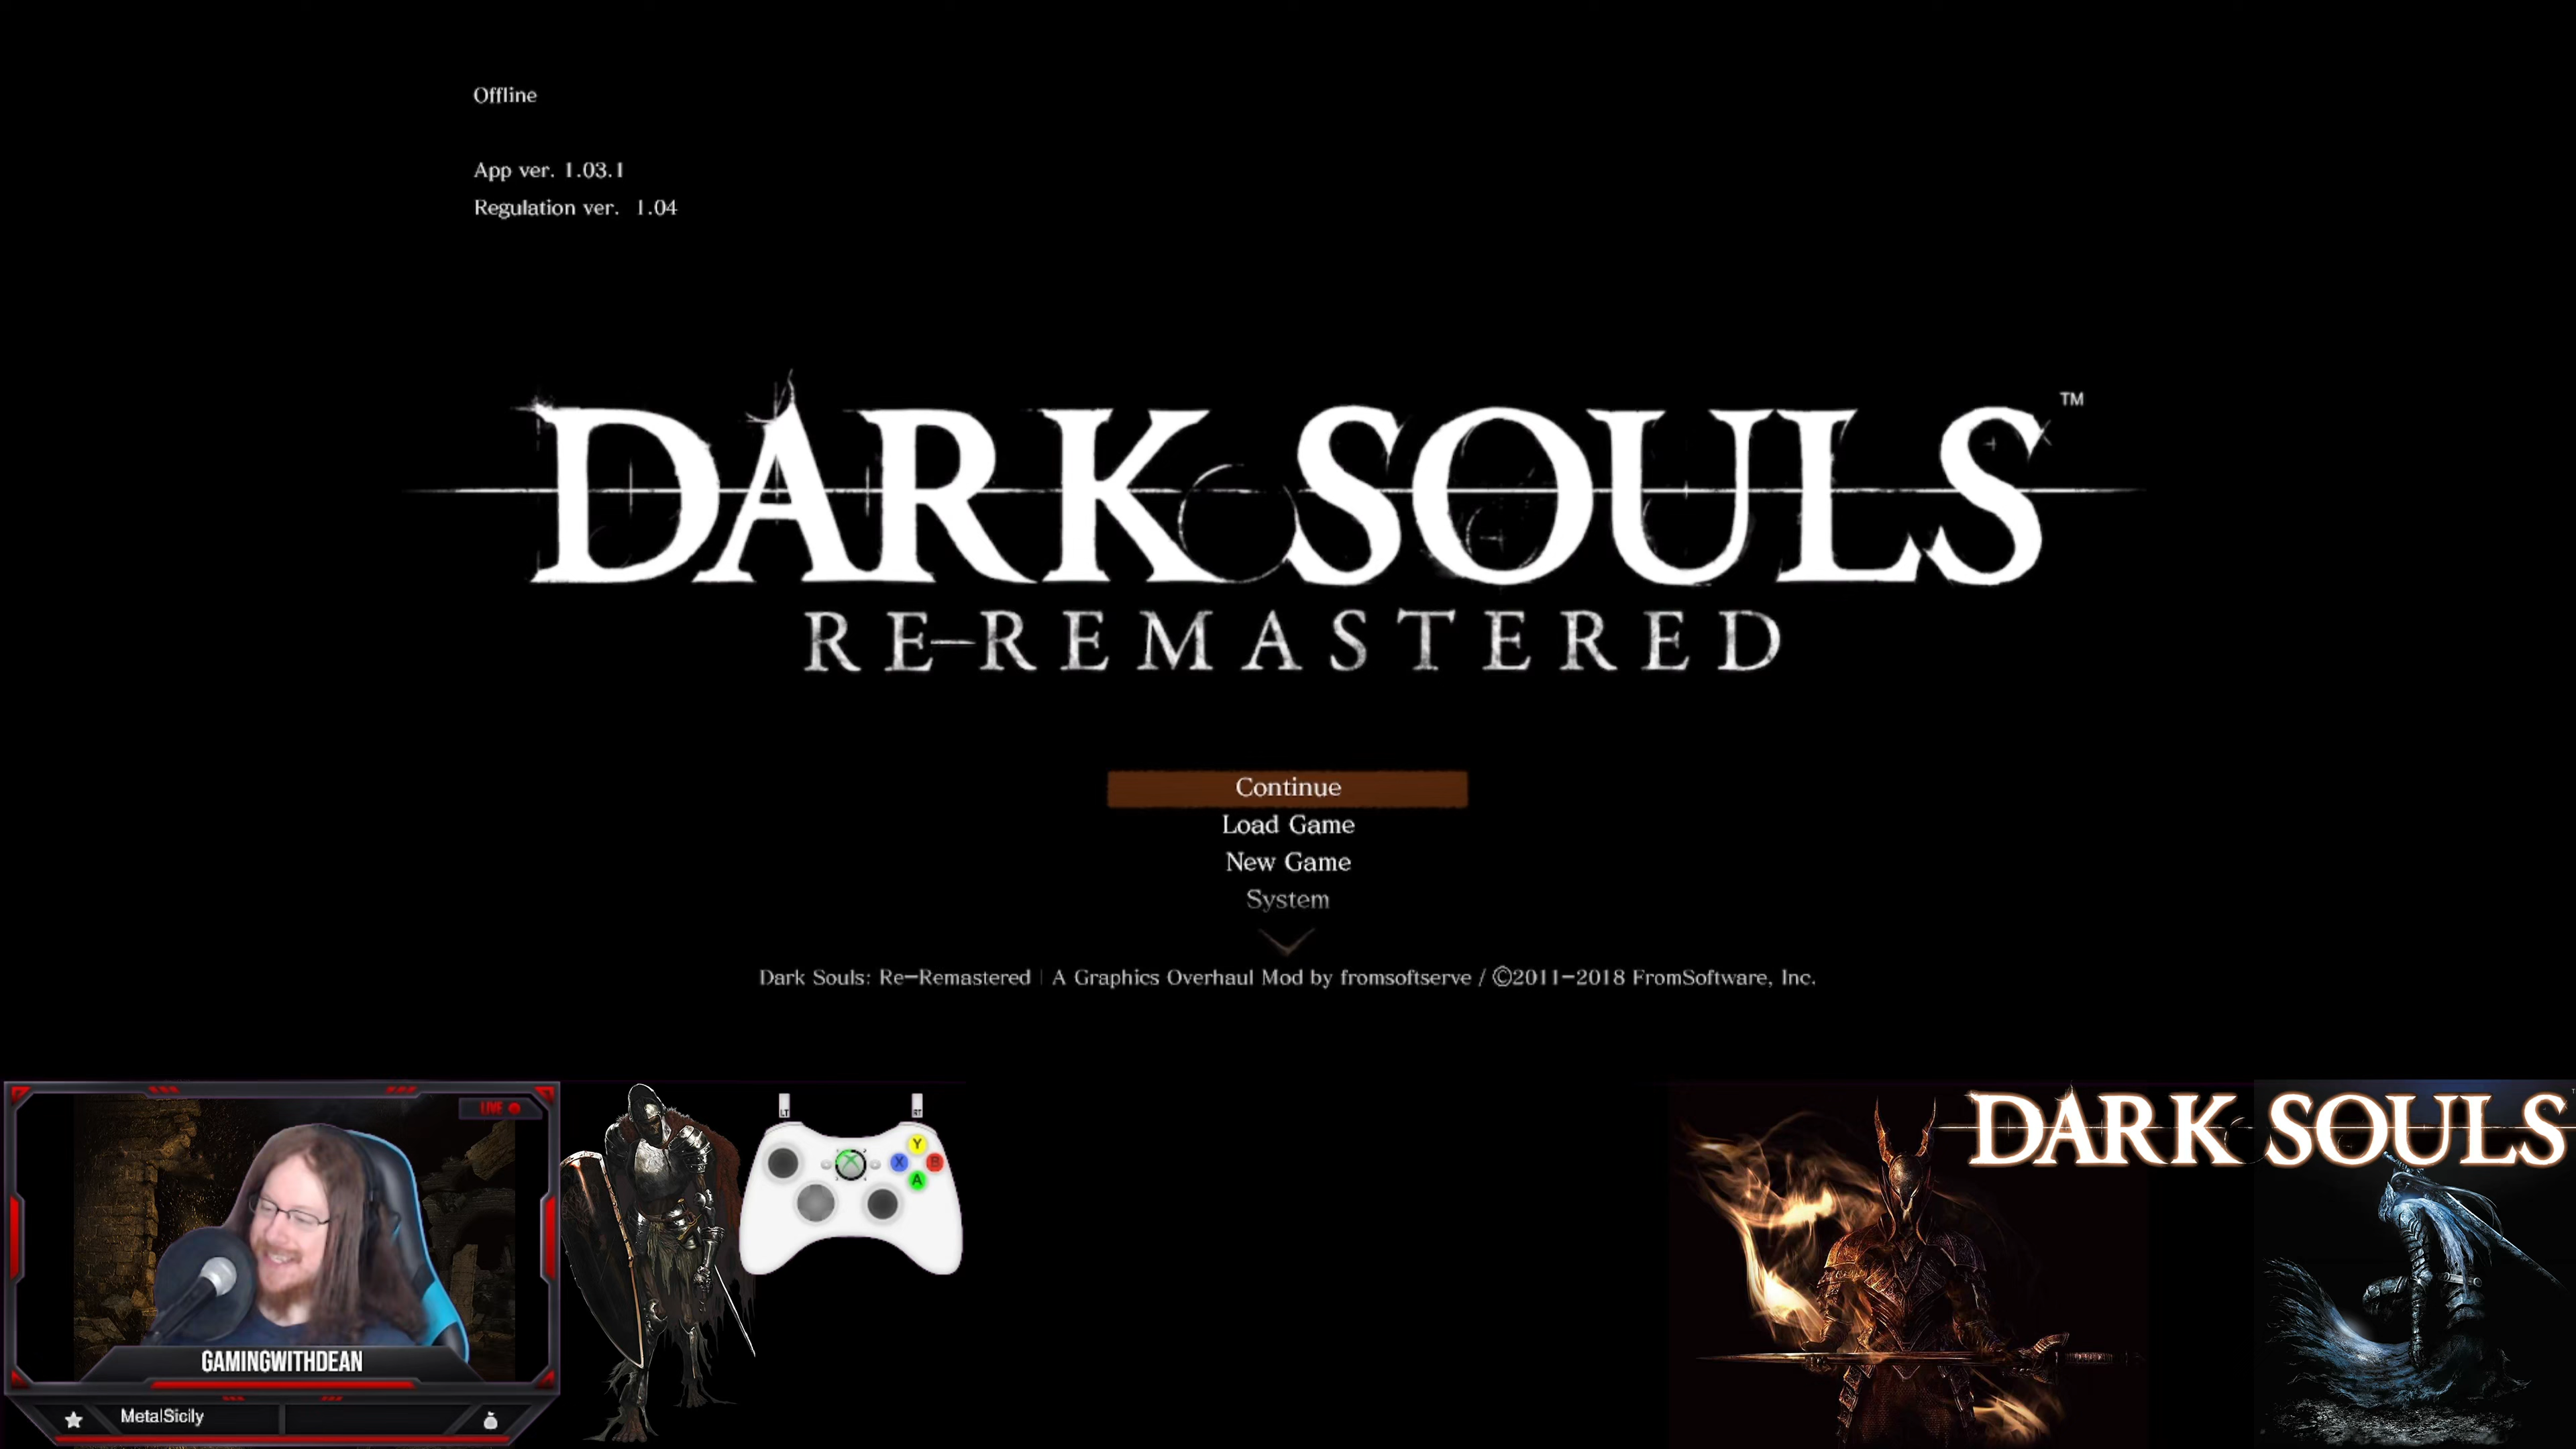 Offline
App ver. 1.03.1
Regulation ver. 1.04
DARK SOULS™
RE-REMASTERED
Continue
Load Game
New Game
System
Dark Souls: Re-Remastered | A Graphics Overhaul Mod by fromsoftserve / ©2011-2018 FromSoftware, Inc.
LIVE
GAMINGWITHDEAN
MetalSicily
LT
RT
Y
X
B
A
DARK SOULS